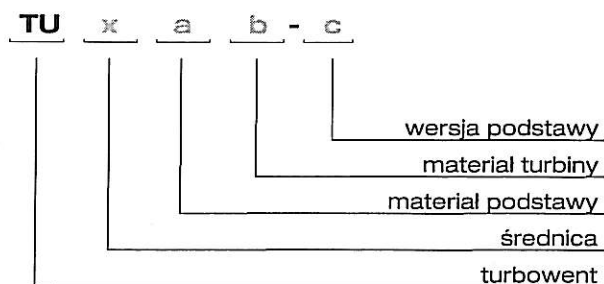 TU x a b - c
wersja podstawy
materiał turbiny
materiał podstawy
średnica
turbowent